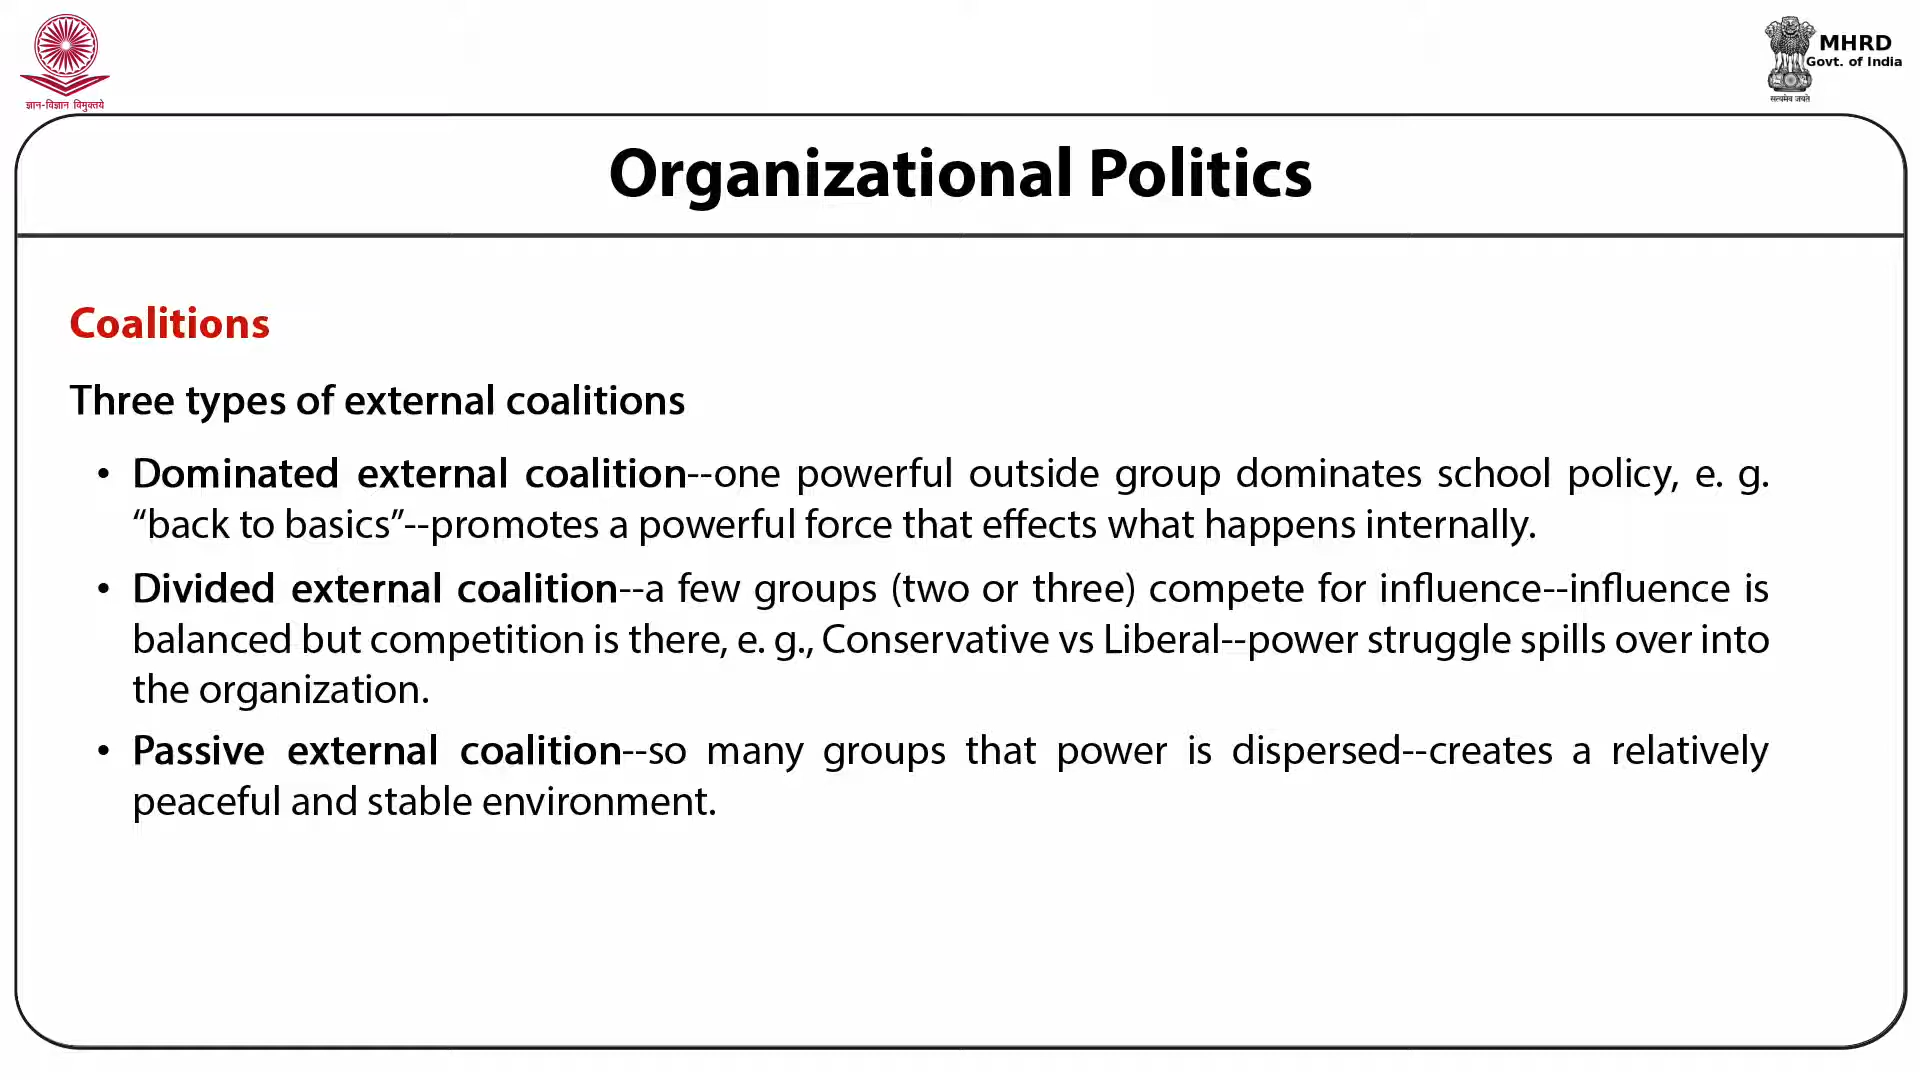 ज्ञान-विज्ञान विमुक्तये
MHRD
Govt. of India
सत्यमेव जयते
Organizational Politics
Coalitions
Three types of external coalitions
• Dominated external coalition--one powerful outside group dominates school policy, e. g.
“back to basics”--promotes a powerful force that effects what happens internally.
• Divided external coalition--a few groups (two or three) compete for influence--influence is
balanced but competition is there, e. g., Conservative vs Liberal--power struggle spills over into
the organization.
• Passive external coalition--so many groups that power is dispersed--creates a relatively
peaceful and stable environment.